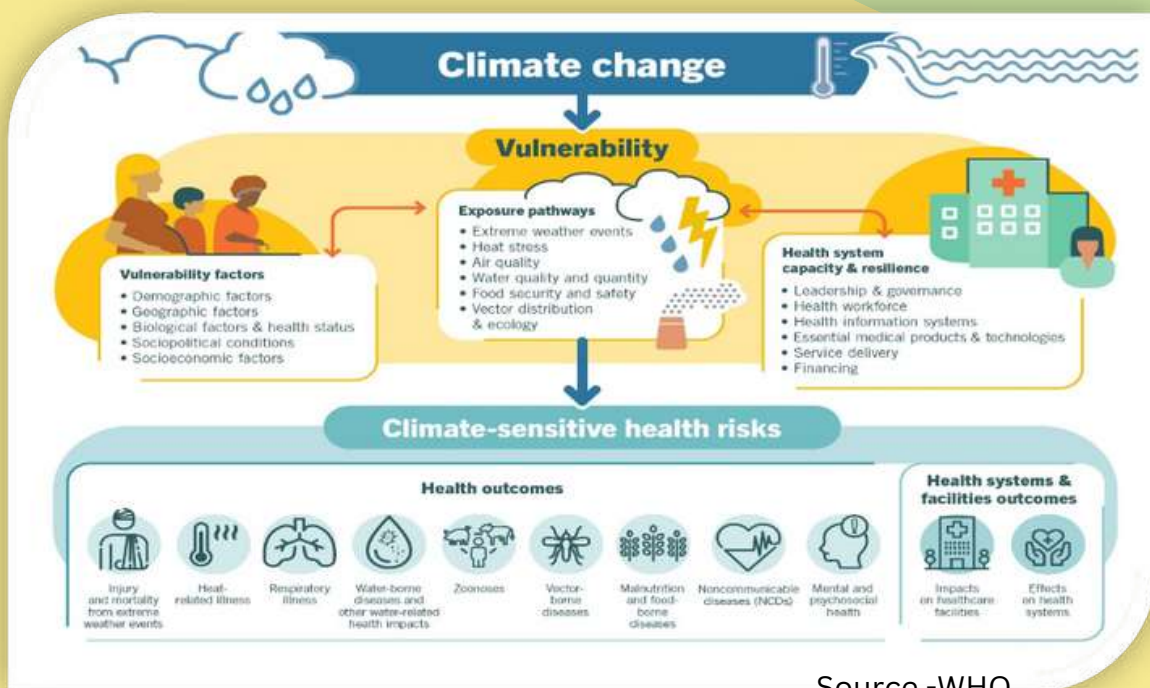 Climate change
Vulnerability
Vulnerability factors
• Demographic factors
• Geographic factors
• Biological factors & health status
• Sociopolitical conditions
• Socioeconomic factors
Exposure pathways
• Extreme weather events
• Heat stress
• Air quality
• Water quality and quantity
• Food security and safety
• Vector distribution
& ecology
Health system
capacity & resilience
• Leadership & governance
• Health workforce
• Health information systems
• Essential medical products & technologies
• Service delivery
• Financing
Climate-sensitive health risks
Health outcomes
Injury
and mortality
from extreme
weather events
Heat-
related illness
Respiratory
illness
Water-borne
diseases and
other water-related
health impacts
Zoonoses
Vector-
borne
diseases
Malnutrition
and food-
borne
diseases
Noncommunicable
diseases (NCDs)
Mental and
psychosocial
health
Health systems &
facilities outcomes
Impacts
on healthcare
facilities
Effects
on health
systems
Source -WHO